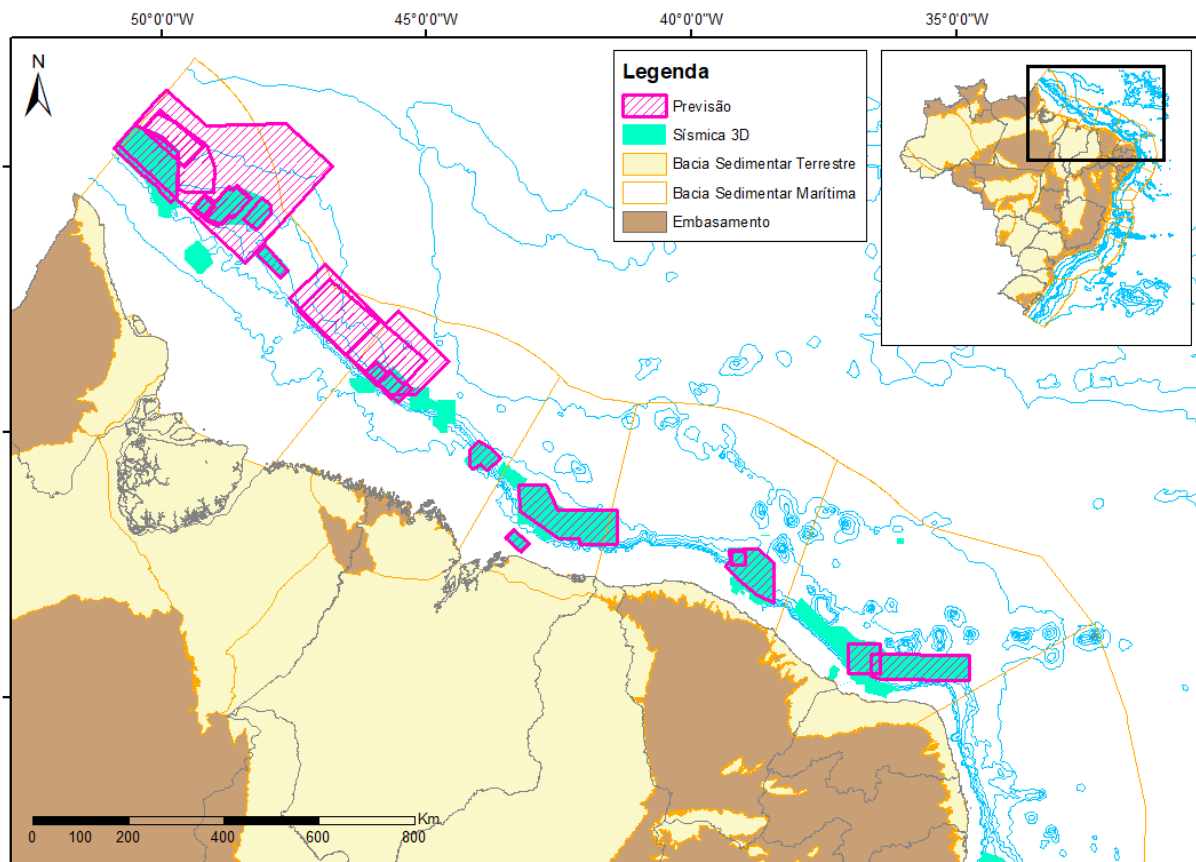 50°0'0"W 45°0'0"W 40°0'0"W 35°0'0"W
N
Legenda
Previsão
Sísmica 3D
Bacia Sedimentar Terrestre
Bacia Sedimentar Marítima
Embasamento
Km
0 100 200 400 600 800